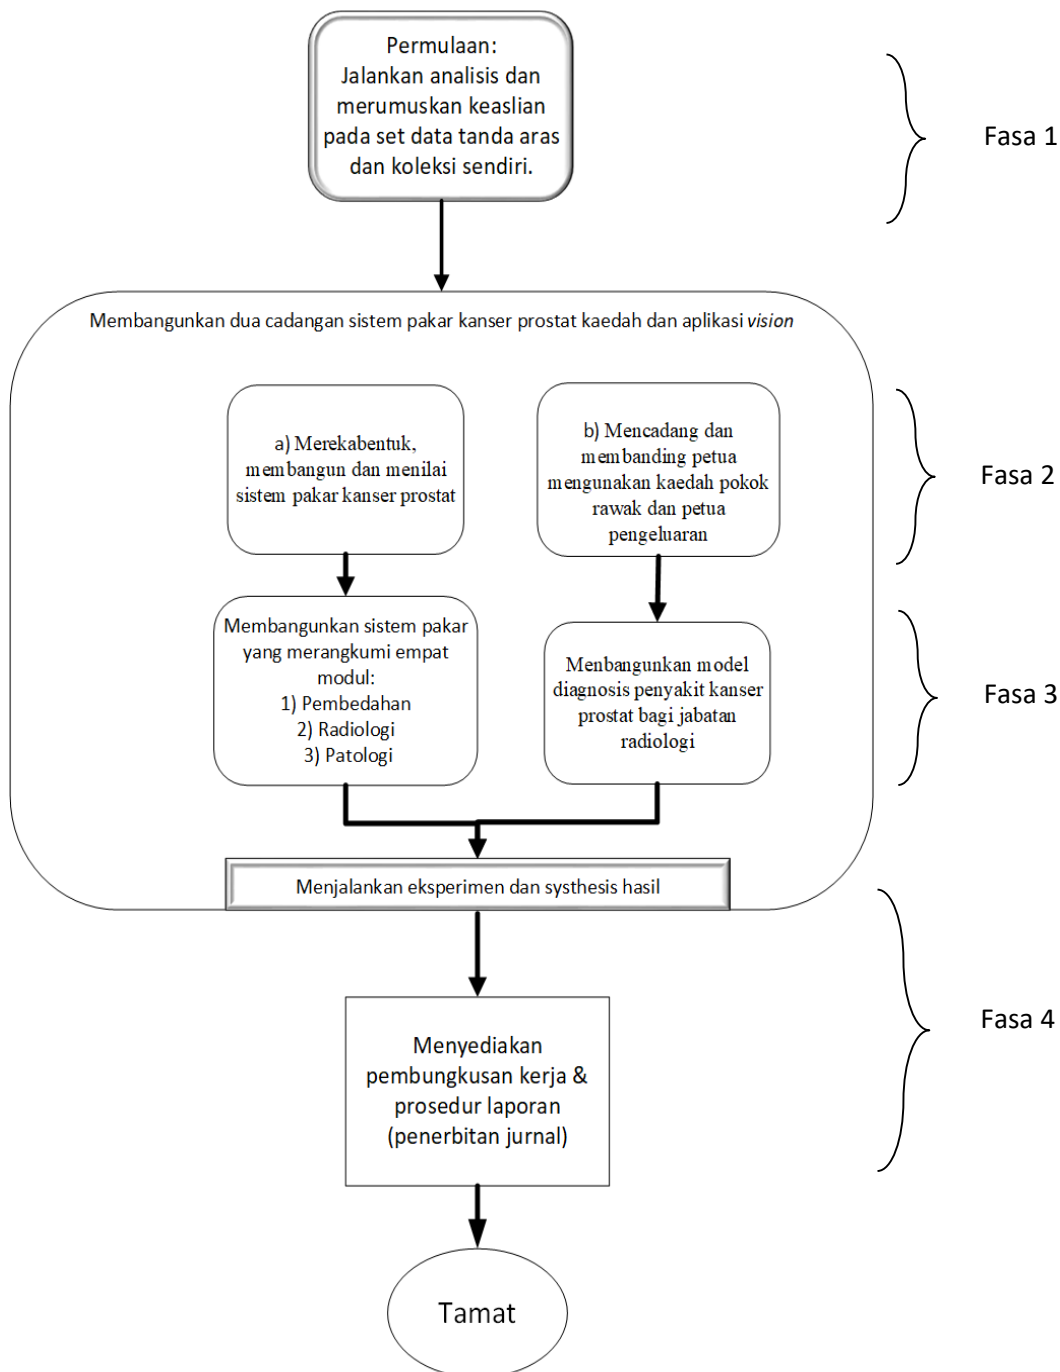 Permulaan:
Jalankan analisis dan
merumuskan keaslian
pada set data tanda aras
dan koleksi sendiri.
Fasa 1
Membangunkan dua cadangan sistem pakar kanser prostat kaedah dan aplikasi vision
a) Merekabentuk,
membangun dan menilai
sistem pakar kanser prostat
b) Mencadang dan
membanding petua
mengunakan kaedah pokok
rawak dan petua
pengeluaran
Fasa 2
Membangunkan sistem pakar
yang merangkumi empat
modul:
1) Pembedahan
2) Radiologi
3) Patologi
Menbangunkan model
diagnosis penyakit kanser
prostat bagi jabatan
radiologi
Fasa 3
Menjalankan eksperimen dan systhesis hasil
Menyediakan
pembungkusan kerja &
prosedur laporan
(penerbitan jurnal)
Fasa 4
Tamat